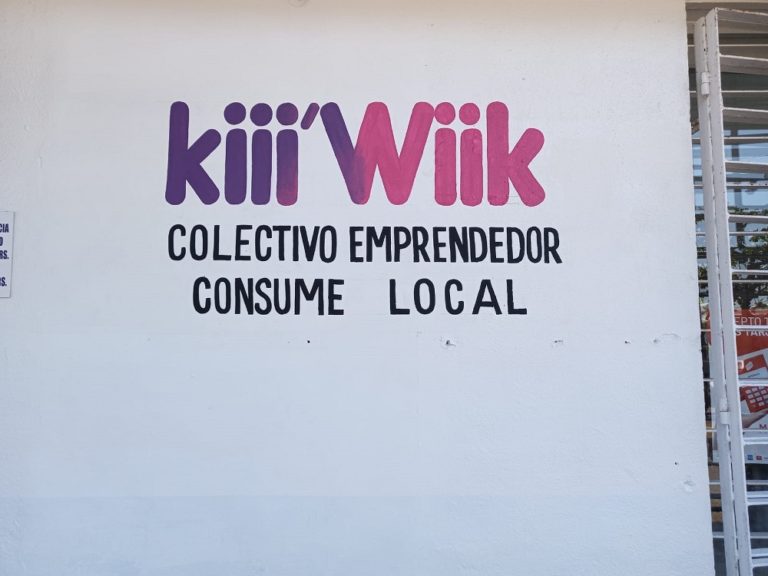 kiii'Wiik
COLECTIVO EMPRENDEDOR
CONSUME LOCAL